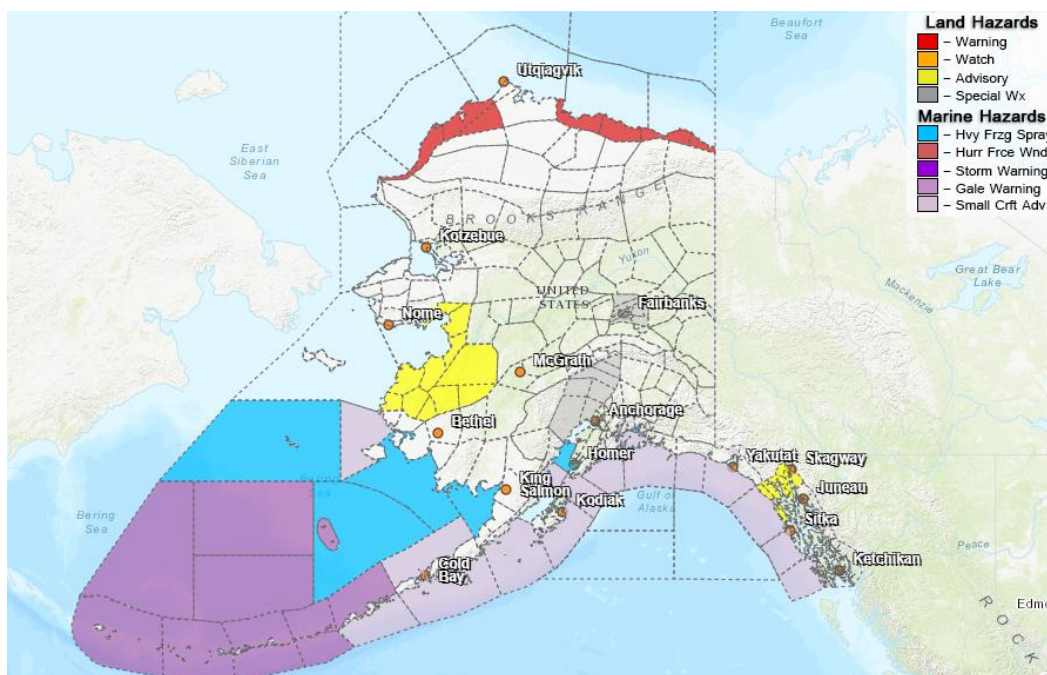 Beaufort
Sea
Land Hazards
– Warning
– Watch
– Advisory
– Special Wx
Marine Hazards
– Hvy Frzg Spray
– Hurr Frce Wnd
– Storm Warning
– Gale Warning
– Small Crft Adv
Utqiagvik
East
Siberian
Sea
BROOKS RANGE
Kotzebue
Yukon
Great Bear
Lake
Mackenzie
UNITED
STATES
Fairbanks
Nome
McGrath
Anchorage
Bethel
Homer
Yakutat
Skagway
King
Salmon
Kodiak
Juneau
Gulf of
Alaska
Bering
Sea
Sitka
Peace
Cold
Bay
Ketchikan
ROCK